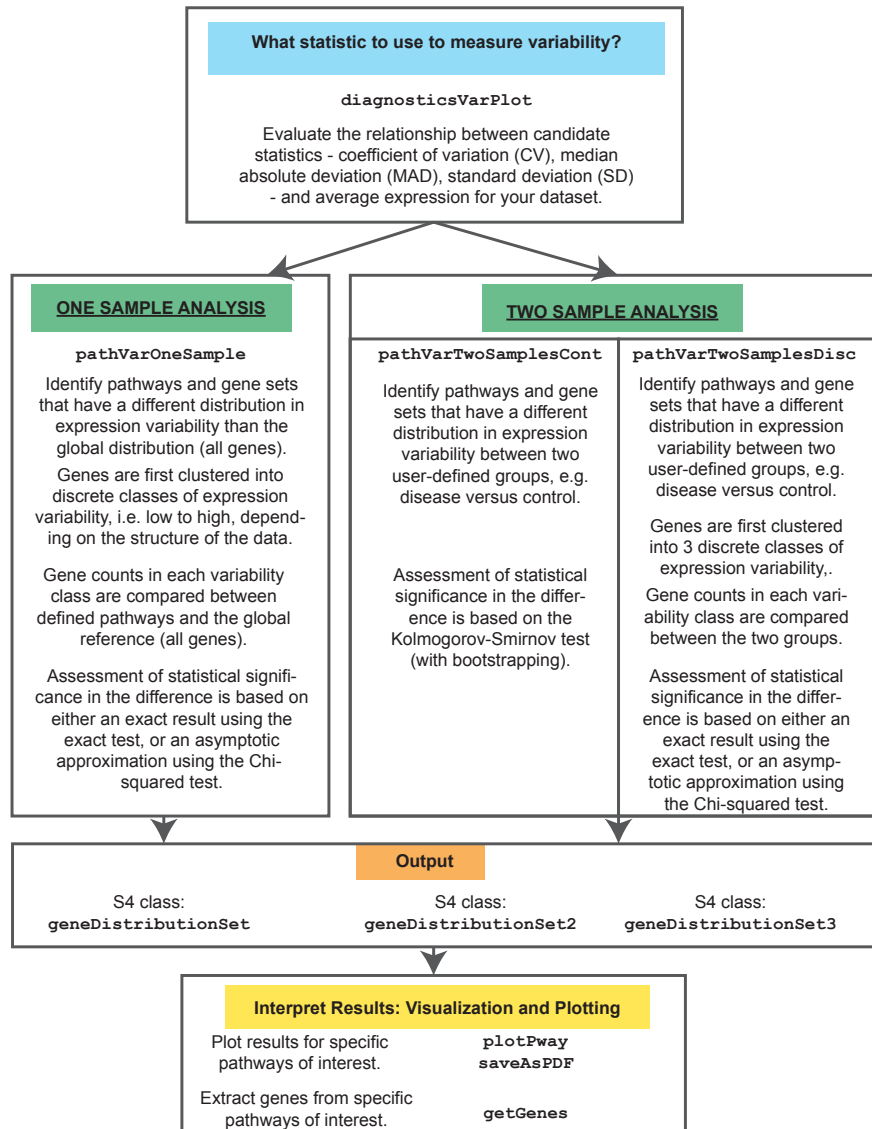 What statistic to use to measure variability?
diagnosticsVarPlot
Evaluate the relationship between candidate
statistics - coefficient of variation (CV), median
absolute deviation (MAD), standard deviation (SD)
- and average expression for your dataset.
ONE SAMPLE ANALYSIS
pathVarOneSample
Identify pathways and gene sets
that have a different distribution in
expression variability than the
global distribution (all genes).
Genes are first clustered into
discrete classes of expression
variability, i.e. low to high, depend-
ing on the structure of the data.
Gene counts in each variability
class are compared between
defined pathways and the global
reference (all genes).
Assessment of statistical signifi-
cance in the difference is based on
either an exact result using the
exact test, or an asymptotic
approximation using the Chi-
squared test.
TWO SAMPLE ANALYSIS
pathVarTwoSamplesCont
Identify pathways and gene
sets that have a different
distribution in expression
variability between two
user-defined groups, e.g.
disease versus control.
Assessment of statistical
significance in the differ-
ence is based on the
Kolmogorov-Smirnov test
(with bootstrapping).
pathVarTwoSamplesDisc
Identify pathways and gene
sets that have a different
distribution in expression
variability between two
user-defined groups, e.g.
disease versus control.
Genes are first clustered
into 3 discrete classes of
expression variability,.
Gene counts in each vari-
ability class are compared
between the two groups.
Assessment of statistical
significance in the differ-
ence is based on either an
exact result using the
exact test, or an asymp-
totic approximation using
the Chi-squared test.
Output
S4 class:
geneDistributionSet
S4 class:
geneDistributionSet2
S4 class:
geneDistributionSet3
Interpret Results: Visualization and Plotting
Plot results for specific
pathways of interest.
plotPway
saveAsPDF
Extract genes from specific
pathways of interest.
getGenes